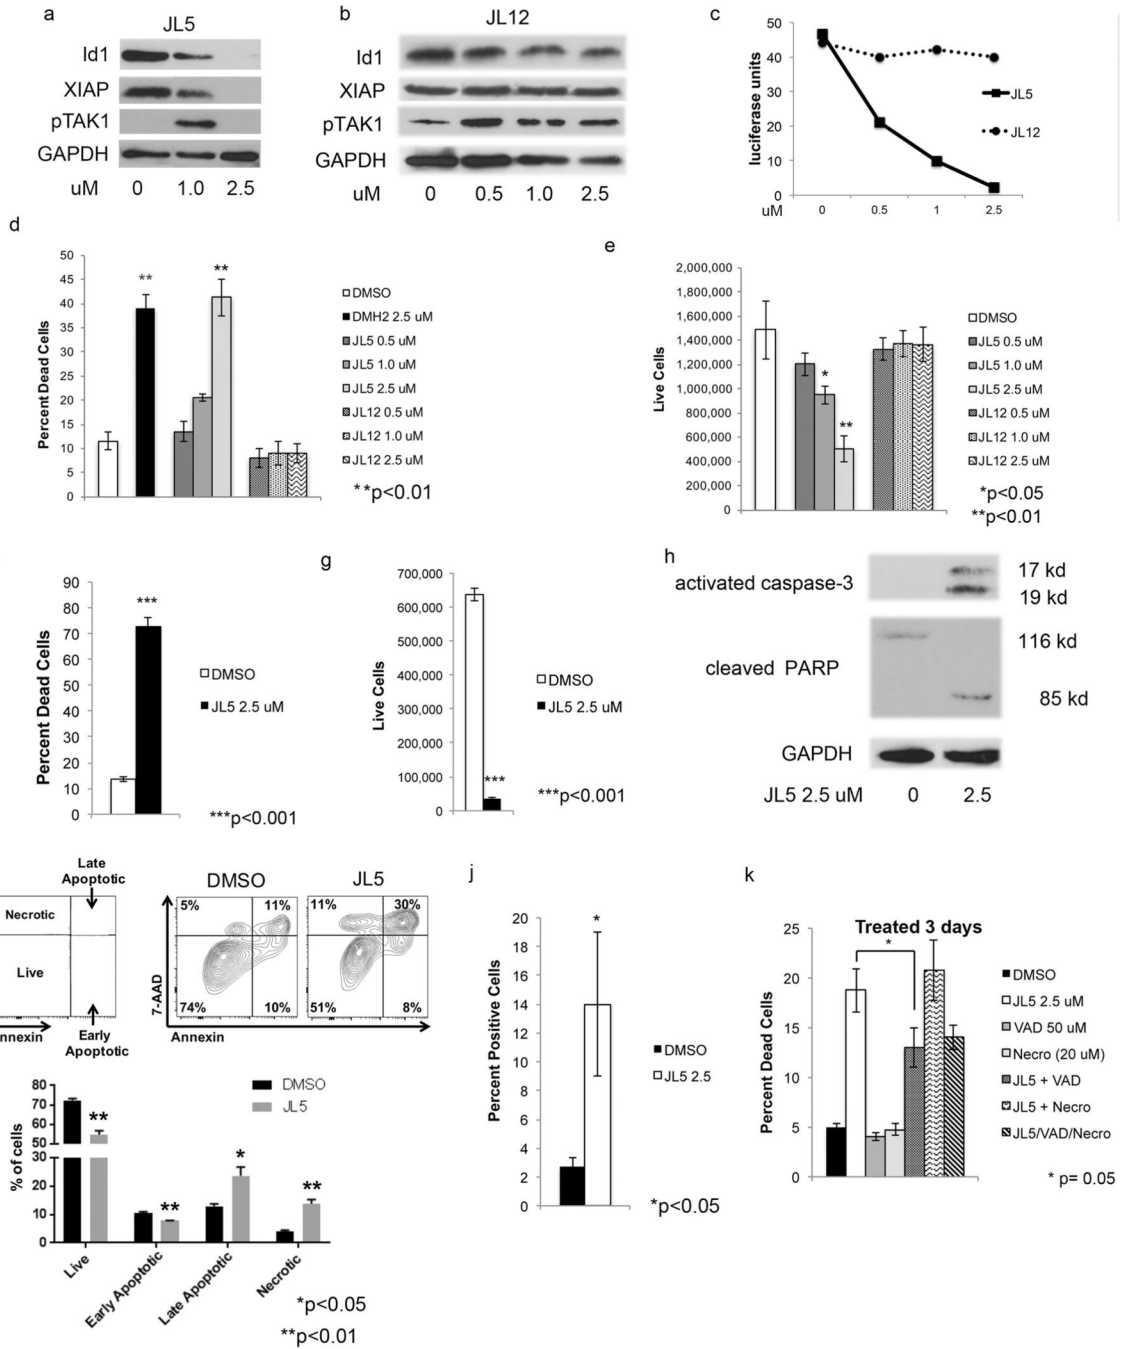 a
JL5
Id1
XIAP
pTAK1
GAPDH
uM 0 1.0 2.5
b
JL12
Id1
XIAP
pTAK1
GAPDH
uM 0 0.5 1.0 2.5
c
luciferase units
50
40
30
20
10
0
uM 0 0.5 1 2.5
JL5
JL12
d
Percent Dead Cells
50
45
40
35
30
25
20
15
10
5
0
**
**
DMSO
DMH2 2.5 uM
JL5 0.5 uM
JL5 1.0 uM
JL5 2.5 uM
JL12 0.5 uM
JL12 1.0 uM
JL12 2.5 uM
**p<0.01
e
Live Cells
2,000,000
1,800,000
1,600,000
1,400,000
1,200,000
1,000,000
800,000
600,000
400,000
200,000
0
*
**
DMSO
JL5 0.5 uM
JL5 1.0 uM
JL5 2.5 uM
JL12 0.5 uM
JL12 1.0 uM
JL12 2.5 uM
*p<0.05
**p<0.01
Percent Dead Cells
90
80
70
60
50
40
30
20
10
0
***
DMSO
JL5 2.5 uM
***p<0.001
g
Live Cells
700,000
600,000
500,000
400,000
300,000
200,000
100,000
0
***
DMSO
JL5 2.5 uM
***p<0.001
h
activated caspase-3
17 kd
19 kd
cleaved PARP
116 kd
85 kd
GAPDH
JL5 2.5 uM 0 2.5
Late
Apoptotic
Necrotic
Live
nnexin
Early
Apoptotic
DMSO
JL5
7-AAD
5% 11%
74% 10%
11% 30%
51% 8%
Annexin
% of cells
80
70
60
50
30
20
10
0
**
**
*
**
DMSO
JL5
Live
Early Apoptotic
Late Apoptotic
Necrotic
*p<0.05
**p<0.01
j
Percent Positive Cells
20
18
16
14
12
10
8
6
4
2
0
*
DMSO
JL5 2.5
*p<0.05
k
Treated 3 days
Percent Dead Cells
25
20
15
10
5
0
*
DMSO
JL5 2.5 uM
VAD 50 uM
Necro (20 uM)
JL5 + VAD
JL5 + Necro
JL5/VAD/Necro
* p= 0.05